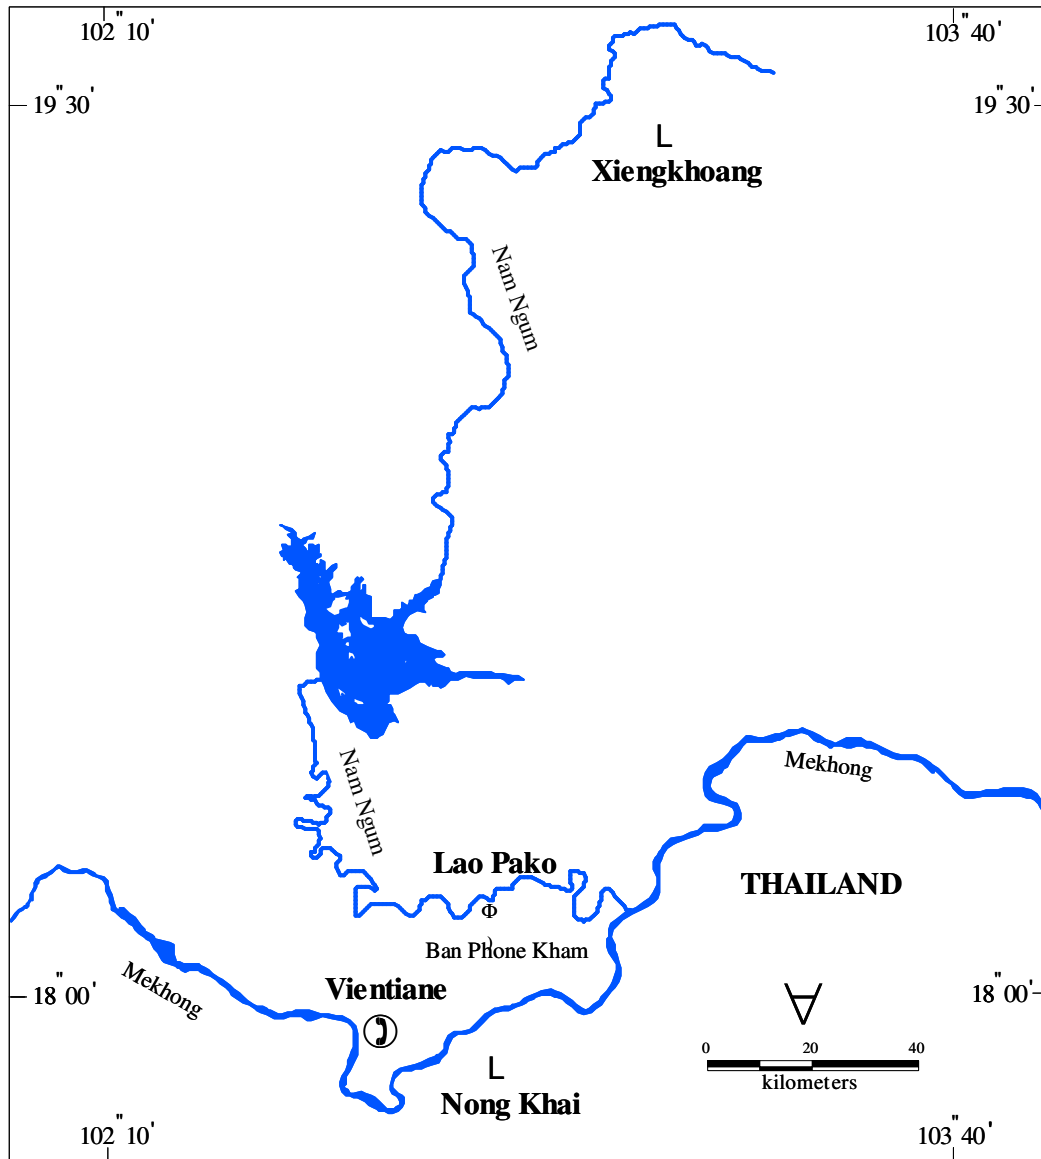 102" 10' 103" 40'
19" 30' 19" 30'
L
Xiengkhoang
Nam Ngum
Nam Ngum
Mekhong
Lao Pako
THAILAND
Φ
Ban Phone Kham
Mekhong
Vientiane
18" 00' 18" 00'
0 20 40
kilometers
L
Nong Khai
102" 10' 103" 40'